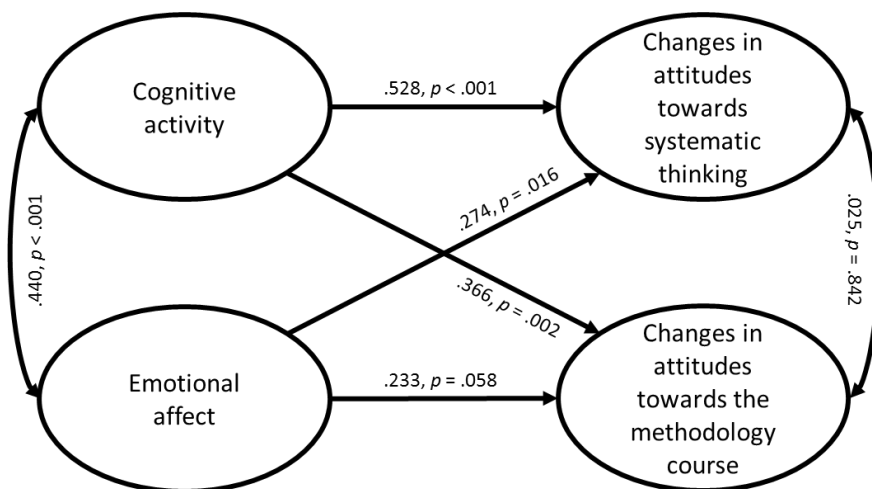 Cognitive
activity
.528, p < .001
Changes in
attitudes
towards
systematic
thinking
.440, p < .001
.274, p = .016
.366, p = .002
.025, p = .842
Emotional
affect
.233, p = .058
Changes in
attitudes
towards the
methodology
course